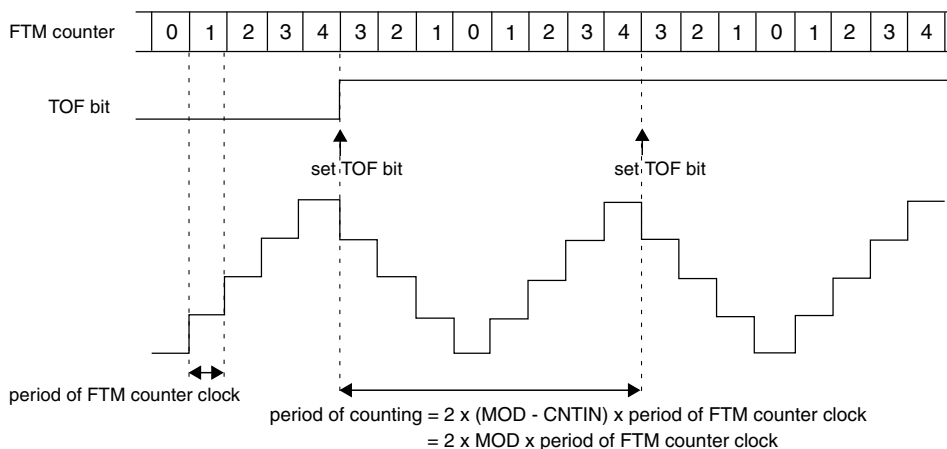 FTM counter 0 1 2 3 4 3 2 1 0 1 2 3 4 3 2 1 0 1 2 3 4
TOF bit
set TOF bit set TOF bit
period of FTM counter clock
period of counting = 2 x (MOD - CNTIN) x period of FTM counter clock
= 2 x MOD x period of FTM counter clock